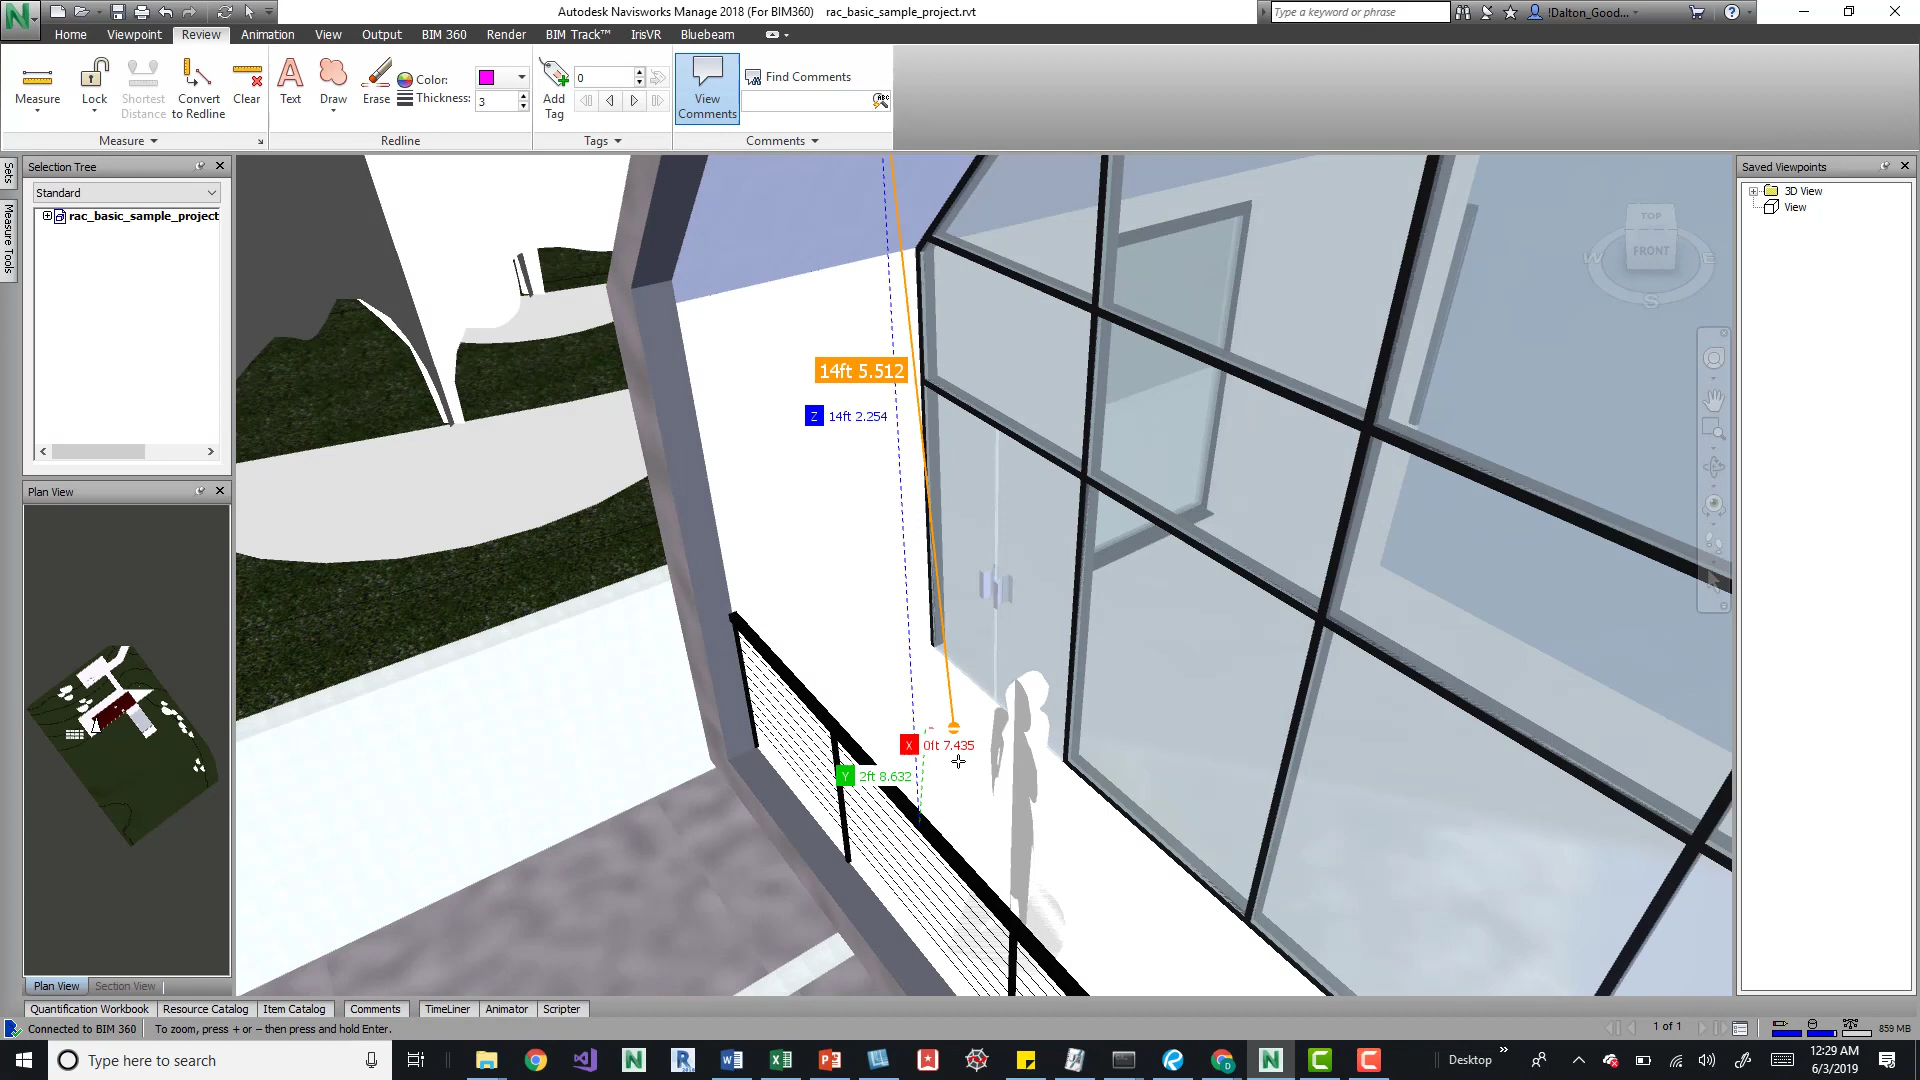 Autodesk Navisworks Manage 2018 (For BIM360) rac_basic_sample_project.rvt
Type a keyword or phrase
!Dalton_Good...
Home Viewpoint Review Animation View Output BIM 360 Render BIM Track™ IrisVR Bluebeam
Measure
Lock
Shortest
Distance
Convert
to Redline
Clear
Text
Draw
Erase
Color:
Thickness: 3
Add
Tag
0
View
Comments
Find Comments
Measure
Redline
Tags
Comments
Sets
Measure Tools
Selection Tree
Standard
rac_basic_sample_project
Plan View
Plan View Section View
14ft 5.512
Z 14ft 2.254
X 0ft 7.435
Y 2ft 8.632
TOP
FRONT
W
E
S
Saved Viewpoints
3D View
View
Quantification Workbook Resource Catalog Item Catalog Comments TimeLiner Animator Scripter
Connected to BIM 360 To zoom, press + or – then press and hold Enter.
1 of 1
859 MB
Type here to search
Desktop
12:29 AM
6/3/2019